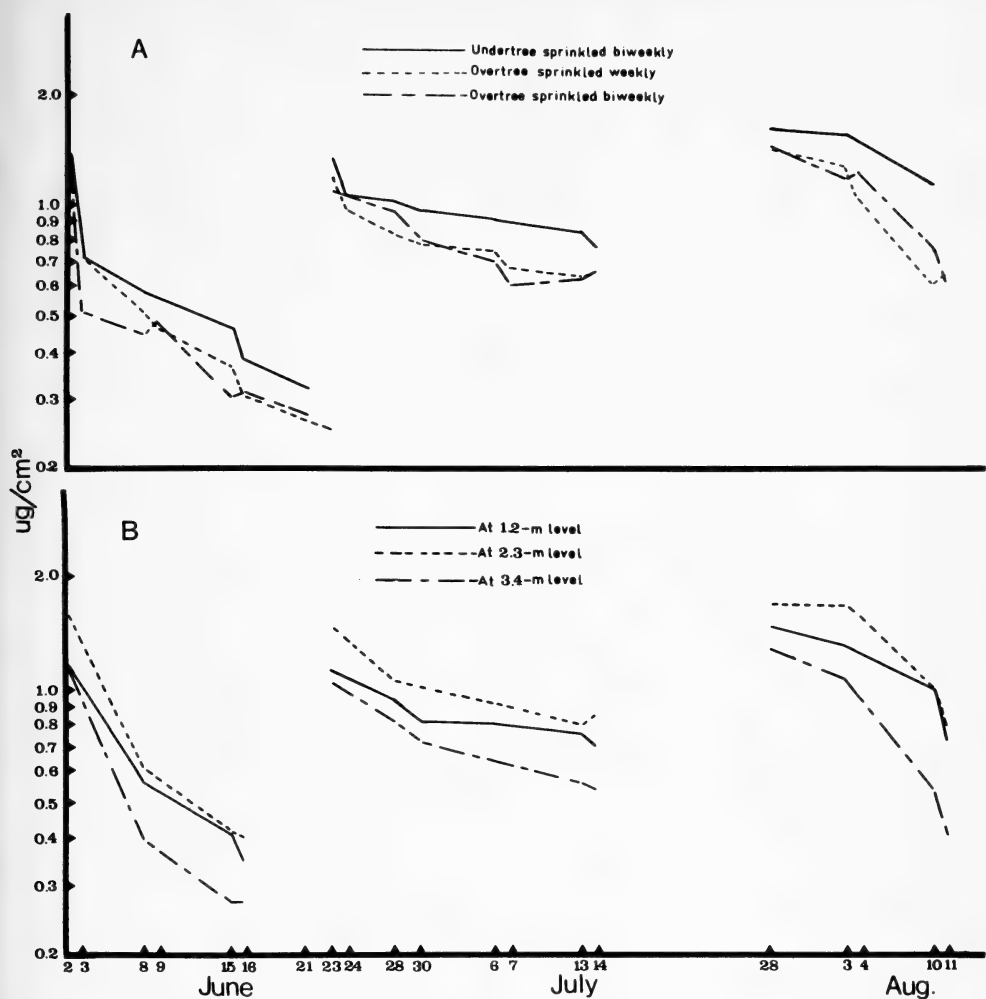 A
Undertree sprinkled biweekly
Overtree sprinkled weekly
Overtree sprinkled biweekly
2.0
1.0
0.9
0.8
0.7
0.6
0.5
0.4
0.3
0.2
ug/cm²
B
At 1.2-m level
At 2.3-m level
At 3.4-m level
2.0
1.0
0.9
0.8
0.7
0.6
0.5
0.4
0.3
0.2
2 3 8 9 15 16 21 23 24 28 30 6 7 13 14 28 3 4 10 11
June July Aug.